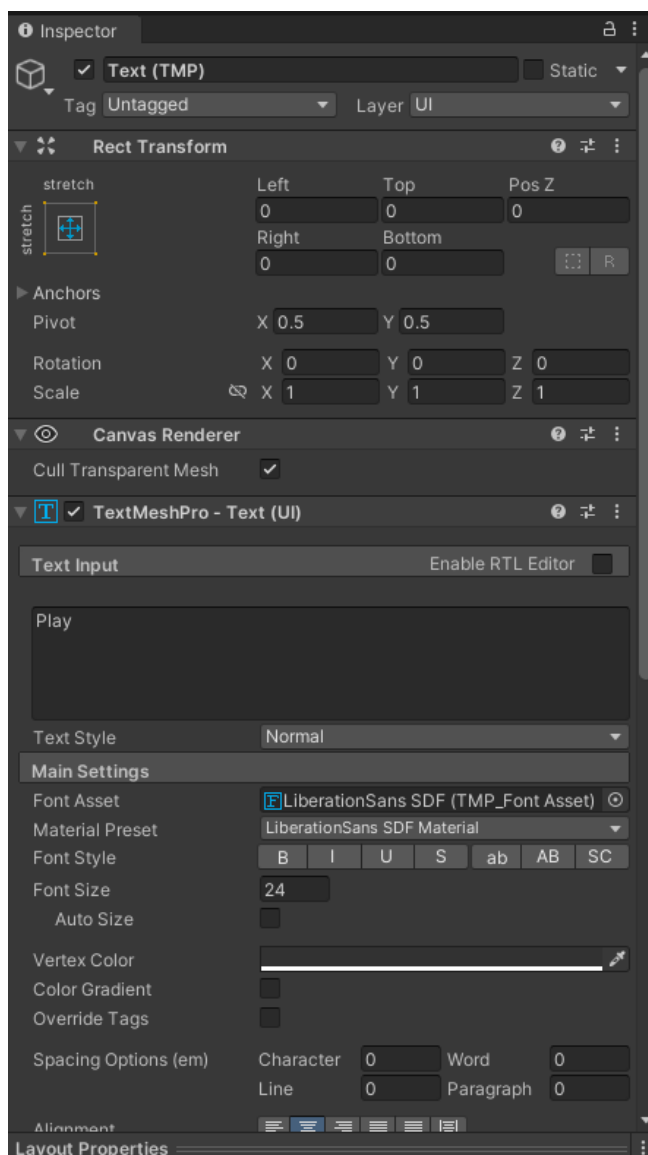 Inspector
Text (TMP) Static
Tag Untagged Layer UI
Rect Transform
stretch Left Top Pos Z
stretch 0 0 0
Right Bottom
0 0 R
Anchors
Pivot X 0.5 Y 0.5
Rotation X 0 Y 0 Z 0
Scale X 1 Y 1 Z 1
Canvas Renderer
Cull Transparent Mesh
T TextMeshPro - Text (UI)
Text Input Enable RTL Editor
Play
Text Style Normal
Main Settings
Font Asset F LiberationSans SDF (TMP_Font Asset)
Material Preset LiberationSans SDF Material
Font Style B I U S ab AB SC
Font Size 24
Auto Size
Vertex Color
Color Gradient
Override Tags
Spacing Options (em) Character 0 Word 0
Line 0 Paragraph 0
Alignment
Layout Properties